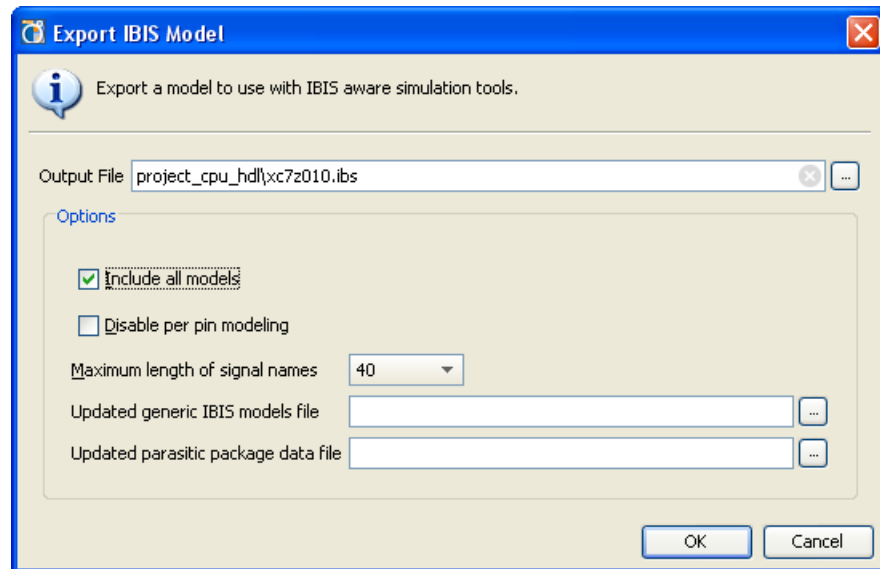 Export IBIS Model
Export a model to use with IBIS aware simulation tools.
Output File project_cpu_hdl\xc7z010.ibs ...
Options
Include all models
Disable per pin modeling
Maximum length of signal names 40
Updated generic IBIS models file ...
Updated parasitic package data file ...
OK Cancel